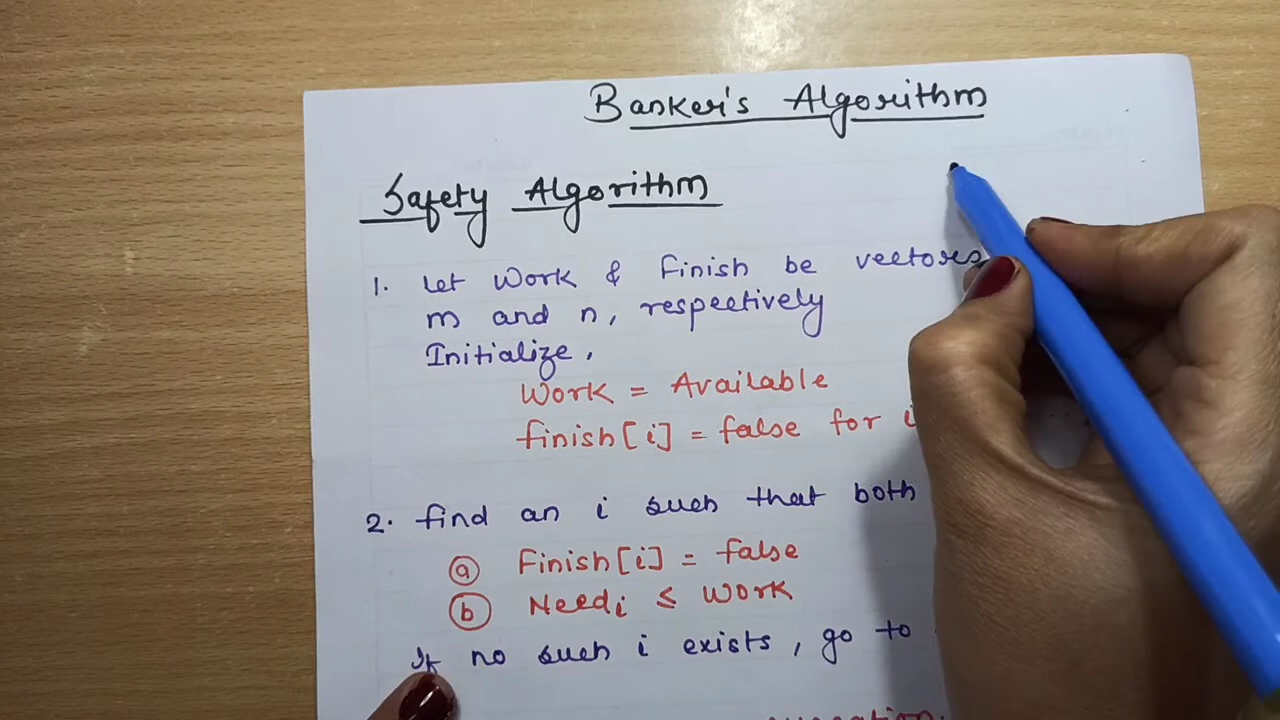 Banker's Algorithm
Safety Algorithm
1. Let Work & Finish be vectores
m and n, respectively
Initialize,
Work = Available
finish[i] = false for i
2. find an i such that both
(a) Finish[i] = false
(b) Needi ≤ Work
If no such i exists, go to